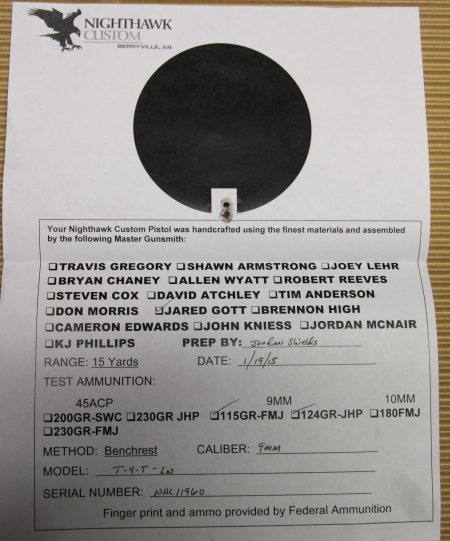 NIGHTHAWK
CUSTOM
BERRYVILLE, AR
Your Nighthawk Custom Pistol was handcrafted using the finest materials and assembled
by the following Master Gunsmith:
❑TRAVIS GREGORY ❑SHAWN ARMSTRONG ❑JOEY LEHR
❑BRYAN CHANEY ❑ALLEN WYATT ❑ROBERT REEVES
❑STEVEN COX ❑DAVID ATCHLEY ❑TIM ANDERSON
❑DON MORRIS ☑JARED GOTT ❑BRENNON HIGH
❑CAMERON EDWARDS ❑JOHN KNIESS ❑JORDAN MCNAIR
❑KJ PHILLIPS PREP BY: Jordan Shields
RANGE: 15 Yards DATE: 1/19/15
TEST AMMUNITION:
45ACP 9MM 10MM
❑200GR-SWC ❑230GR JHP ☑115GR-FMJ ☑124GR-JHP ❑180FMJ
❑230GR-FMJ
METHOD: Benchrest CALIBER: 9mm
MODEL: T-4-T-LW
SERIAL NUMBER: NHC11960
Finger print and ammo provided by Federal Ammunition